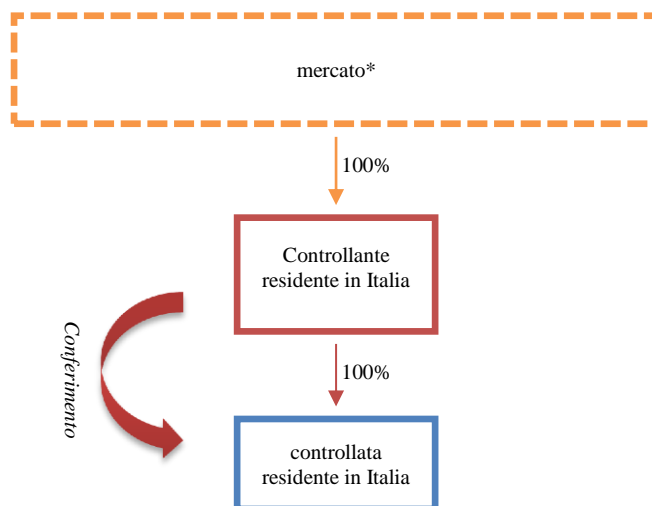 mercato*
100%
Controllante
residente in Italia
Conferimento
100%
controllata
residente in Italia